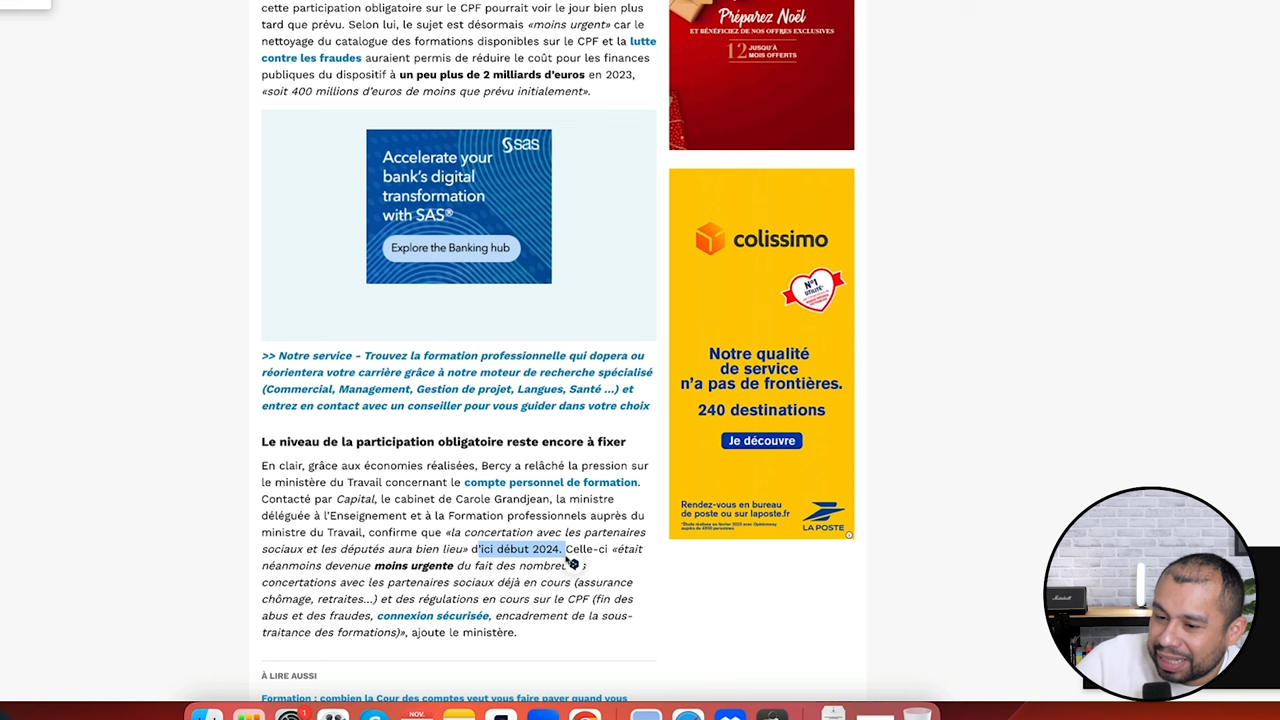 cette participation obligatoire sur le CPF pourrait voir le jour bien plus
tard que prévu. Selon lui, le sujet est désormais «moins urgent» car le
nettoyage du catalogue des formations disponibles sur le CPF et la lutte
contre les fraudes auraient permis de réduire le coût pour les finances
publiques du dispositif à un peu plus de 2 milliards d'euros en 2023,
«soit 400 millions d'euros de moins que prévu initialement».
sas
Accelerate your
bank's digital
transformation
with SAS®
Explore the Banking hub
>> Notre service - Trouvez la formation professionnelle qui dopera ou
réorientera votre carrière grâce à notre moteur de recherche spécialisé
(Commercial, Management, Gestion de projet, Langues, Santé ...) et
entrez en contact avec un conseiller pour vous guider dans votre choix
Le niveau de la participation obligatoire reste encore à fixer
En clair, grâce aux économies réalisées, Bercy a relâché la pression sur
le ministère du Travail concernant le compte personnel de formation.
Contacté par Capital, le cabinet de Carole Grandjean, la ministre
déléguée à l'Enseignement et à la Formation professionnels auprès du
ministre du Travail, confirme que «la concertation avec les partenaires
sociaux et les députés aura bien lieu» d'ici début 2024. Celle-ci «était
néanmoins devenue moins urgente du fait des
concertations avec les partenaires sociaux déjà en cours (assurance
chômage, retraites...) et des régulations en cours sur le CPF (fin des
abus et des fraudes, connexion sécurisée, encadrement de la sous-
traitance des formations)», ajoute le ministère.
À LIRE AUSSI
Formation : combien la Cour des comptes veut vous faire payer quand vous
Préparez Noël
ET BÉNÉFICIEZ DE NOS OFFRES EXCLUSIVES
12 JUSQU'À
MOIS OFFERTS
colissimo
N°1
UTILITÉ*
Notre qualité
de service
n'a pas de frontières.
240 destinations
Je découvre
Rendez-vous en bureau
de poste ou sur laposte.fr
LA POSTE
NOV.
1
Marshall